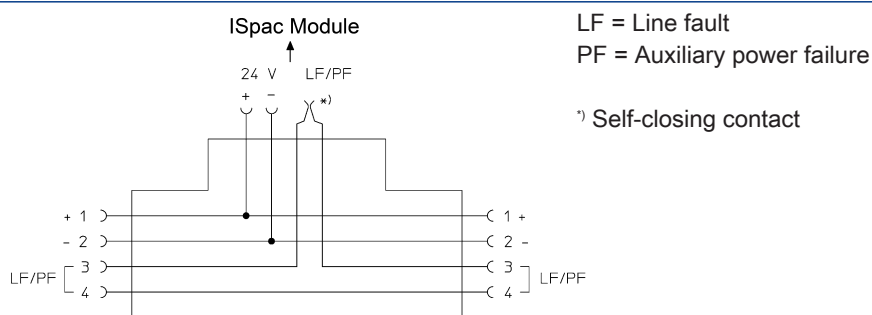 ISpac Module
24 V LF/PF
+ - *)
+ 1 1 +
- 2 2 -
3 3
LF/PF LF/PF
4 4
LF = Line fault
PF = Auxiliary power failure
*) Self-closing contact